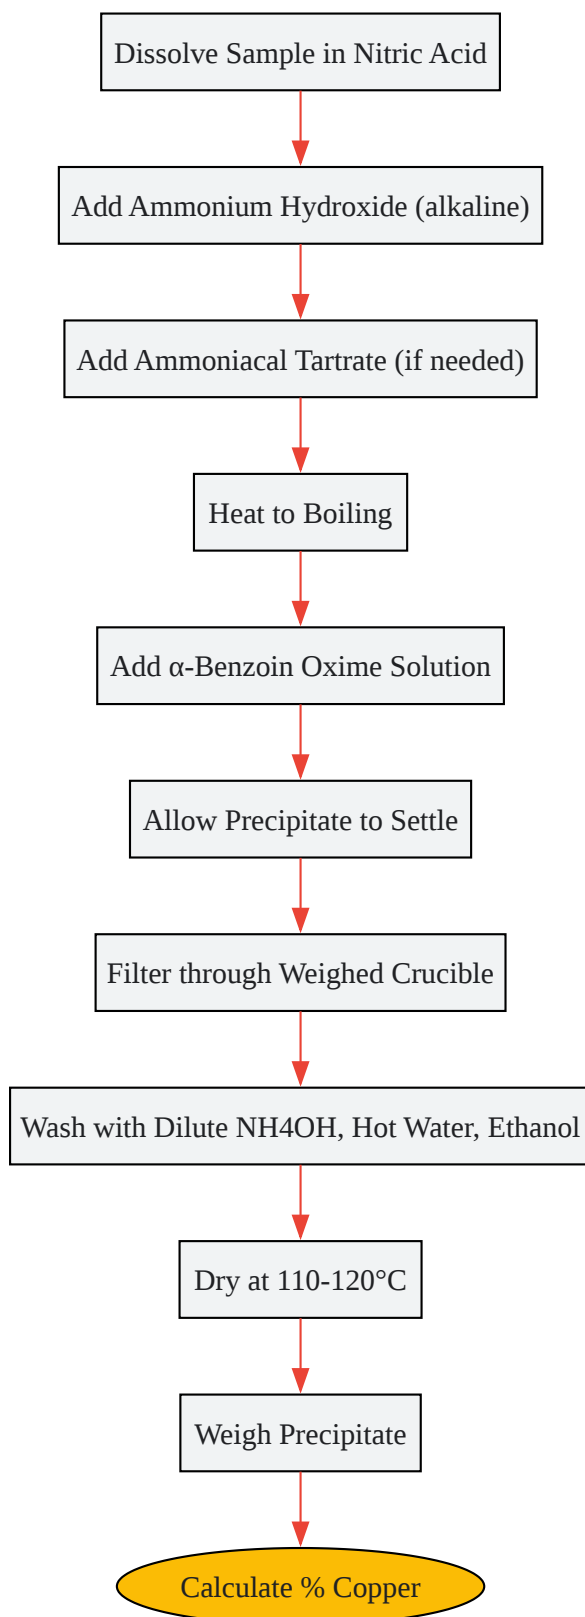 Dissolve Sample in Nitric Acid
Add Ammonium Hydroxide (alkaline)
Add Ammoniacal Tartrate (if needed)
Heat to Boiling
Add α-Benzoin Oxime Solution
Allow Precipitate to Settle
Filter through Weighed Crucible
Wash with Dilute NH4OH, Hot Water, Ethanol
Dry at 110-120°C
Weigh Precipitate
Calculate % Copper